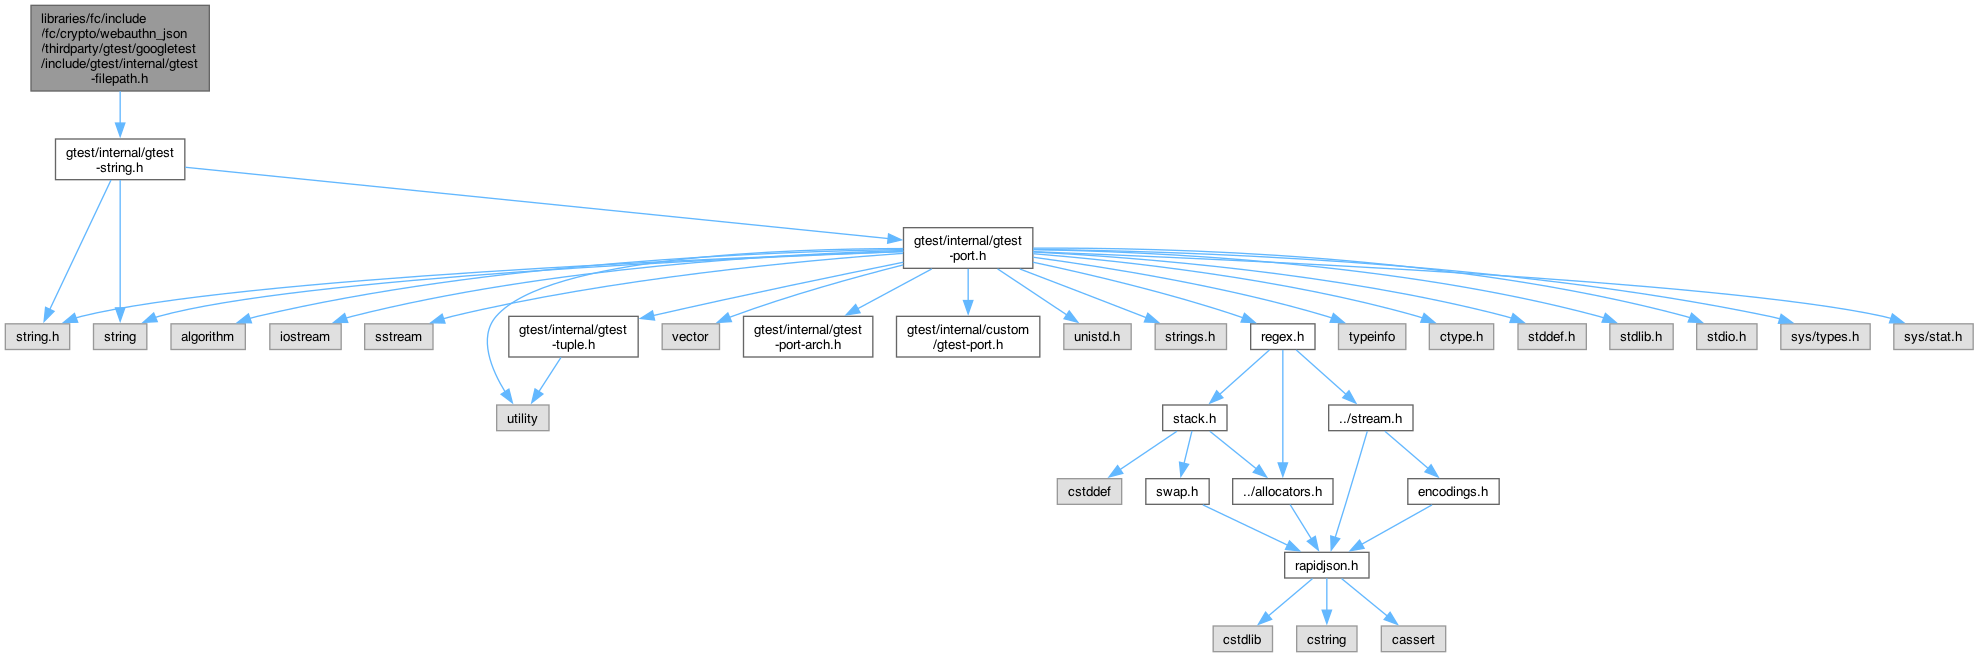 libraries/fc/include
/fc/crypto/webauthn_json
/thirdparty/gtest/googletest
/include/gtest/internal/gtest
-filepath.h
gtest/internal/gtest
-string.h
gtest/internal/gtest
-port.h
string.h
string
algorithm
iostream
sstream
gtest/internal/gtest
-tuple.h
vector
gtest/internal/gtest
-port-arch.h
gtest/internal/custom
/gtest-port.h
unistd.h
strings.h
regex.h
typeinfo
ctype.h
stddef.h
stdlib.h
stdio.h
sys/types.h
sys/stat.h
utility
stack.h
../stream.h
cstddef
swap.h
../allocators.h
encodings.h
rapidjson.h
cstdlib
cstring
cassert